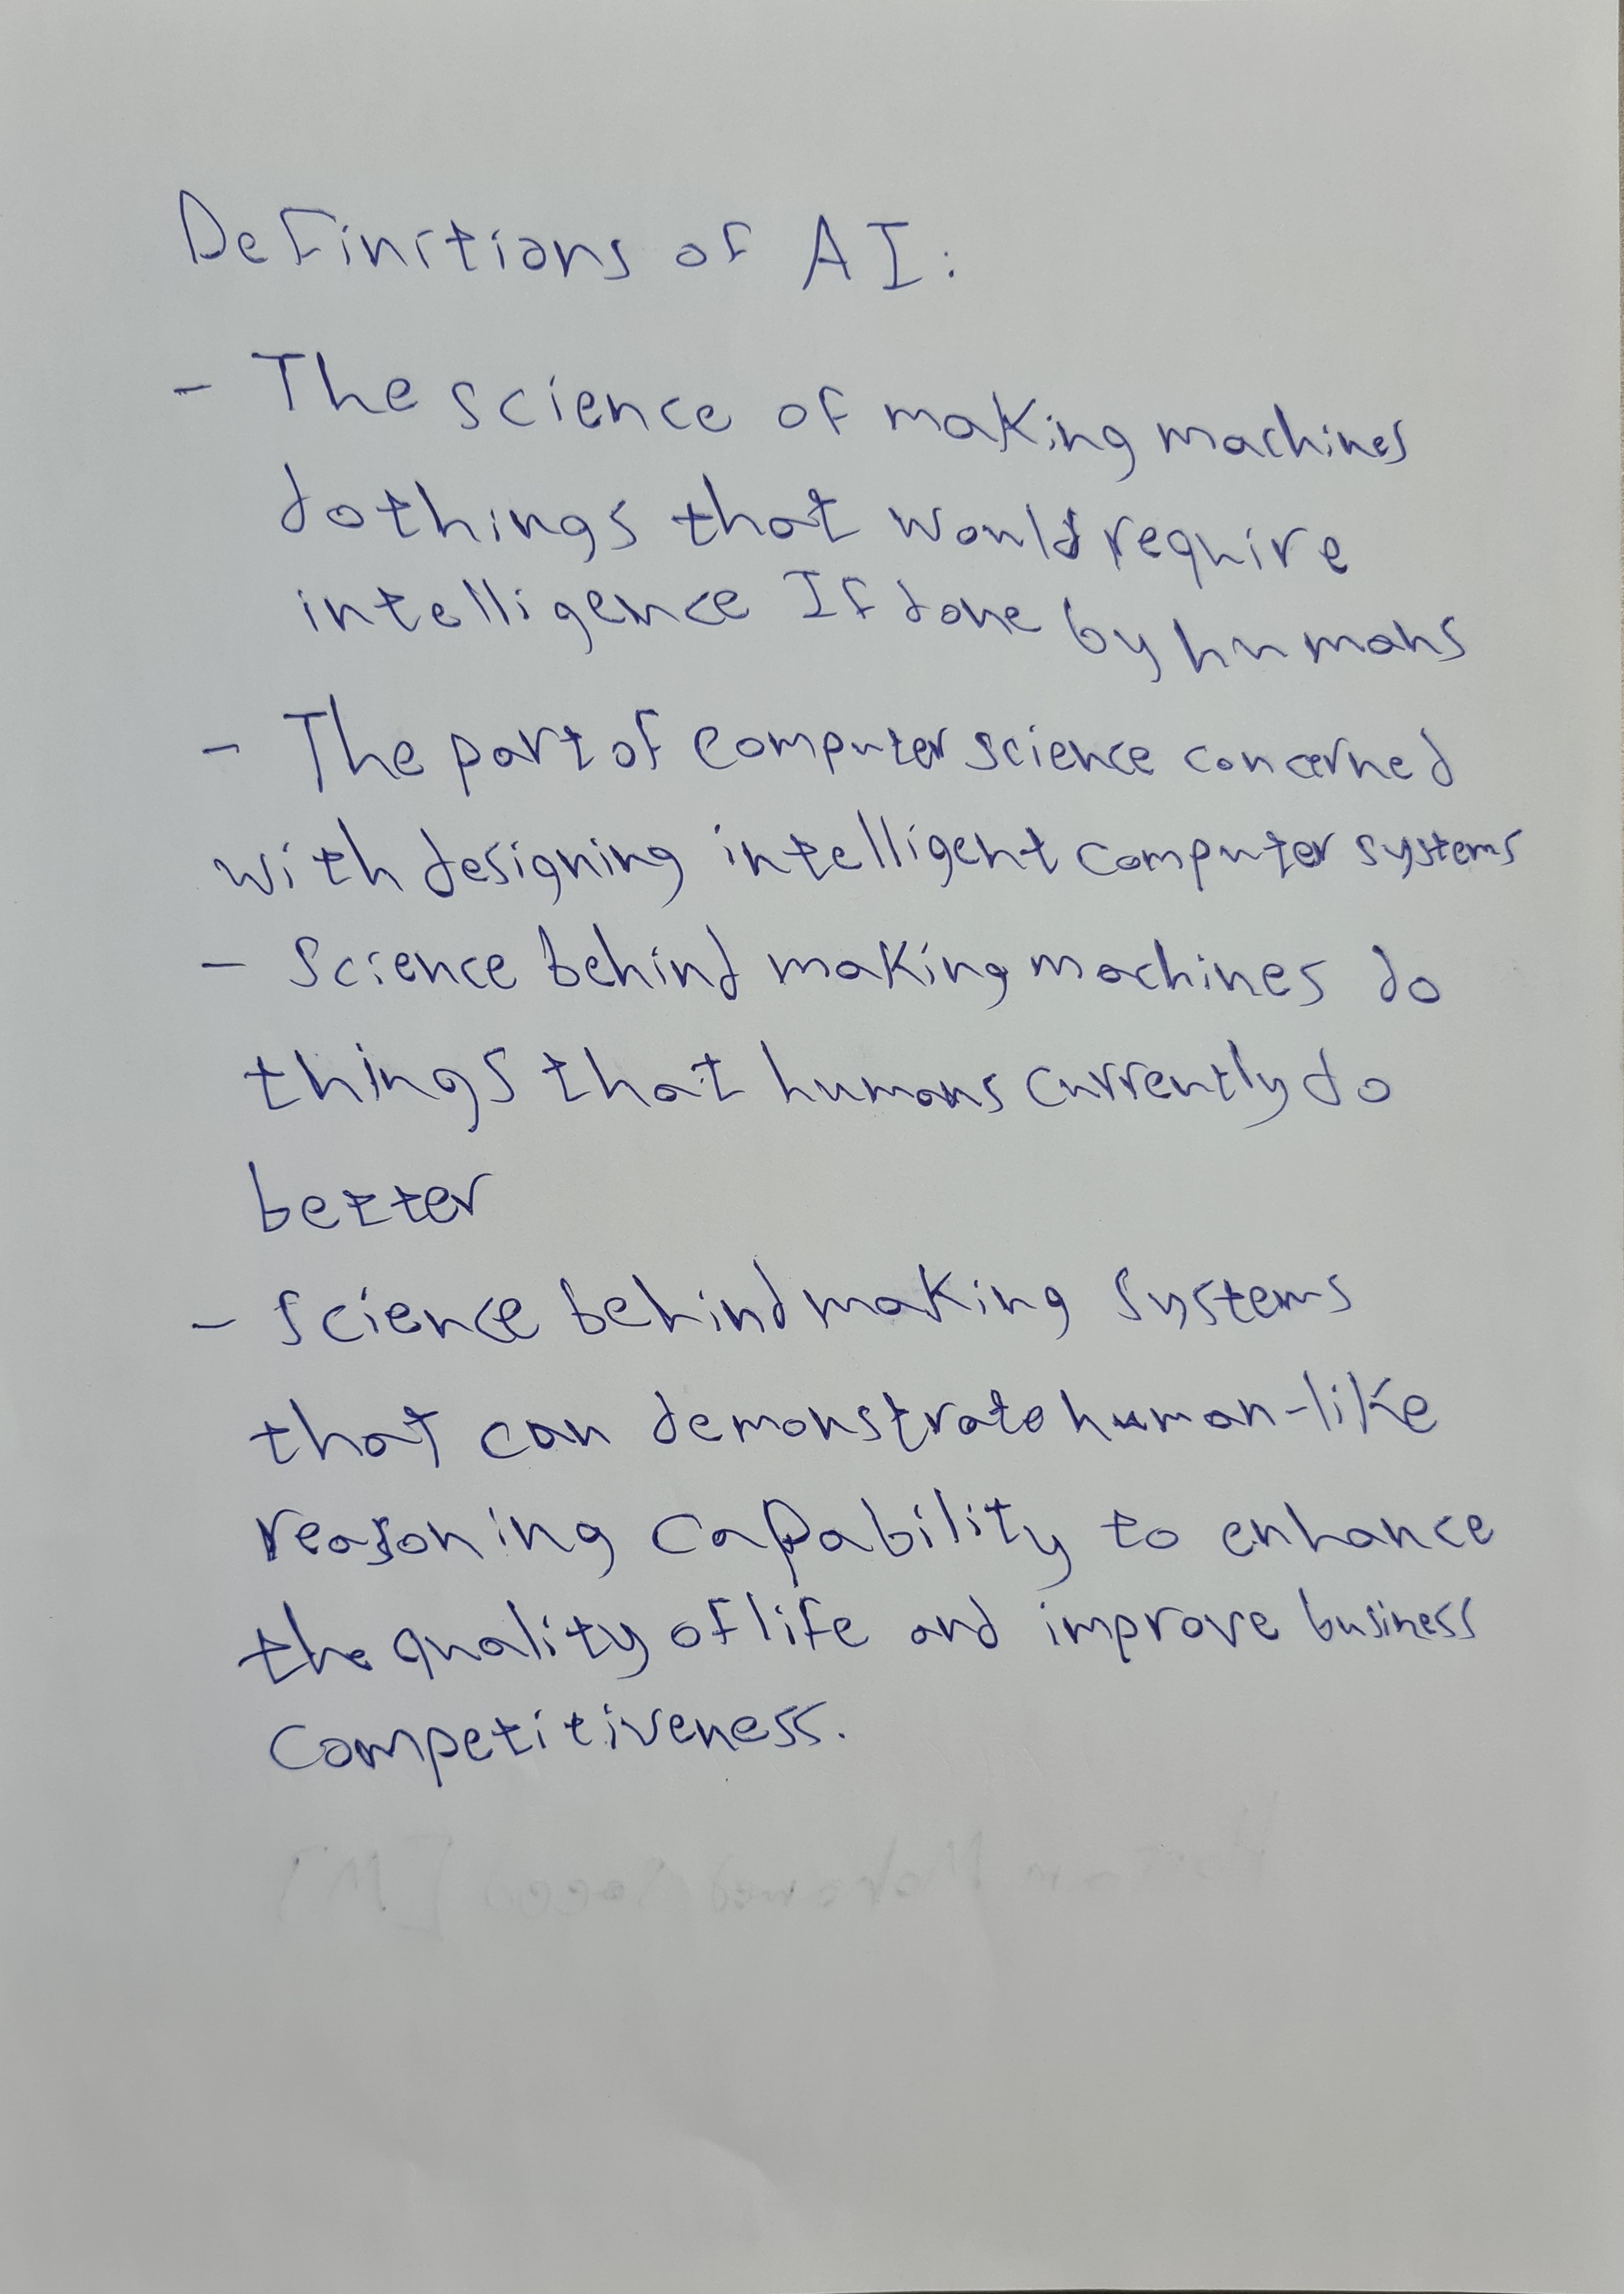 Definitions of AI:
- The science of making machines
do things that would require
intelligence If done by humans
- The part of computer science concerned
with designing intelligent computer systems
- Science behind making machines do
things that humans currently do
better
- Science behind making systems
that can demonstrate human-like
reasoning capability to enhance
the quality of life and improve business
competitiveness.